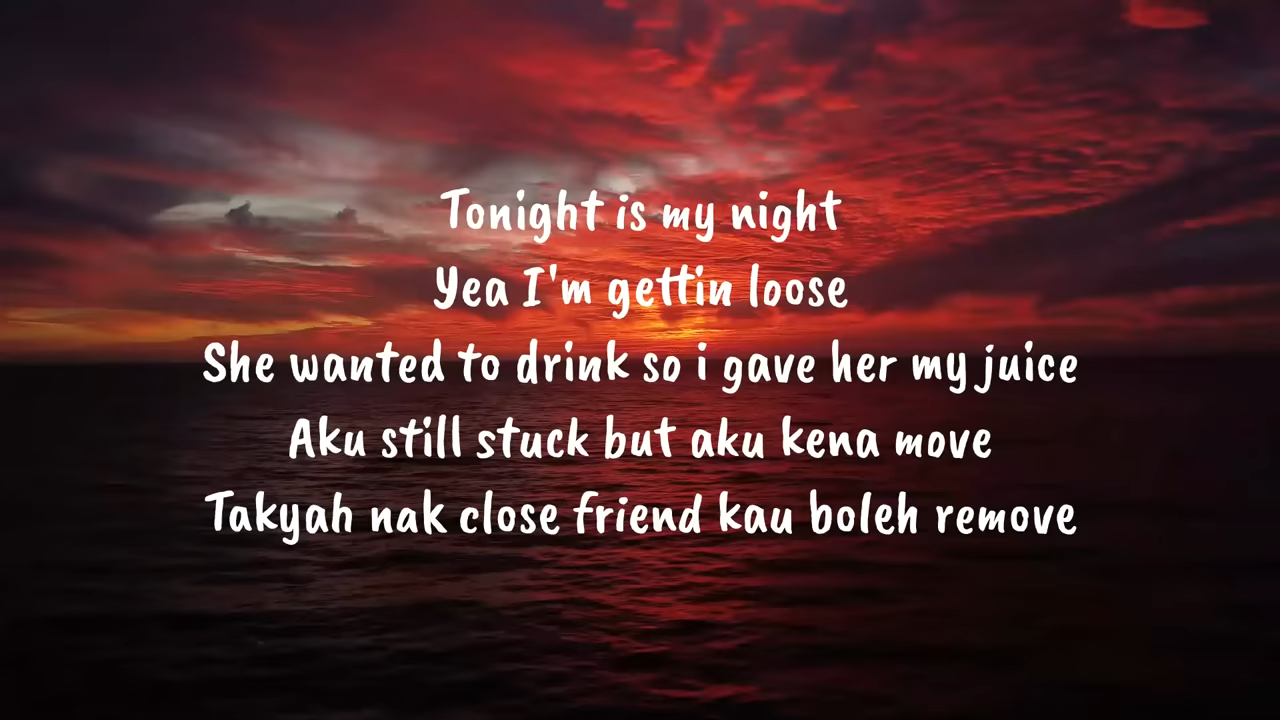 Tonight is my night
Yea I'm gettin loose
She wanted to drink so i gave her my juice
Aku still stuck but aku kena move
Takyah nak close friend kau boleh remove